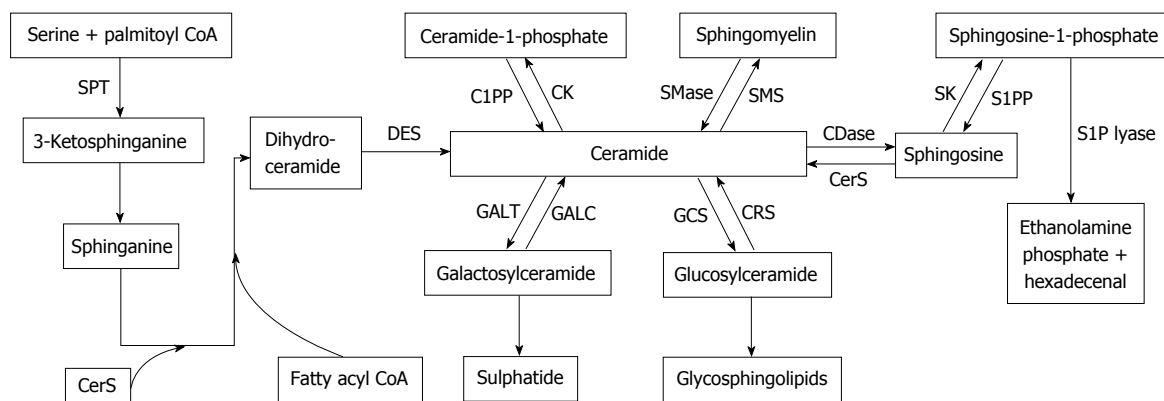 Serine + palmitoyl CoA
SPT
3-Ketosphinganine
Sphinganine
CerS
Fatty acyl CoA
Dihydro-
ceramide
DES
Ceramide-1-phosphate
C1PP
CK
Sphingomyelin
SMase
SMS
Ceramide
GALT
GALC
Galactosylceramide
Sulphatide
GCS
CRS
Glucosylceramide
Glycosphingolipids
CDase
CerS
Sphingosine
SK
S1PP
Sphingosine-1-phosphate
S1P lyase
Ethanolamine
phosphate +
hexadecenal